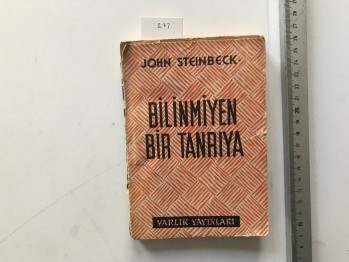 247
JOHN STEINBECK
BİLİNMİYEN
BİR TANRIYA
VARLIK YAYINLARI